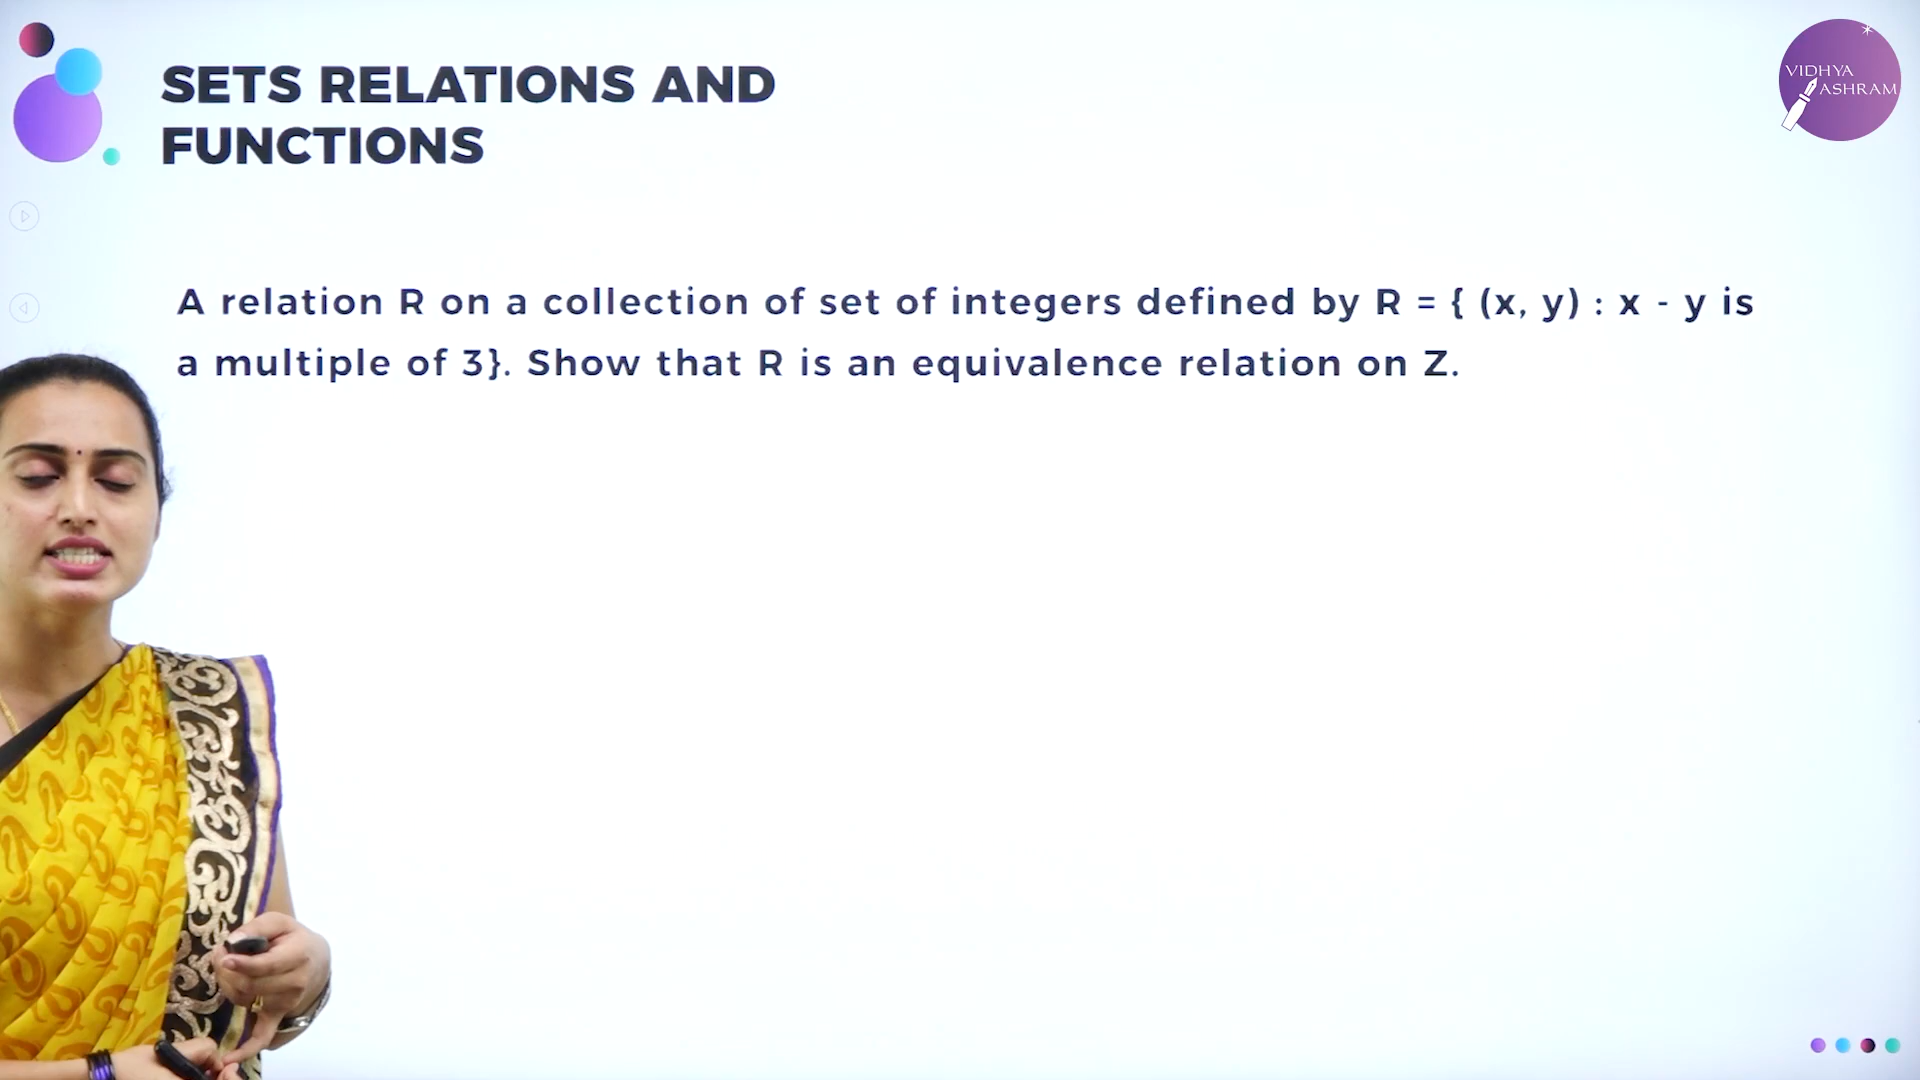 SETS RELATIONS AND
FUNCTIONS
VIDHYA
ASHRAM
A relation R on a collection of set of integers defined by R = { (x, y) : x - y is
a multiple of 3}. Show that R is an equivalence relation on Z.